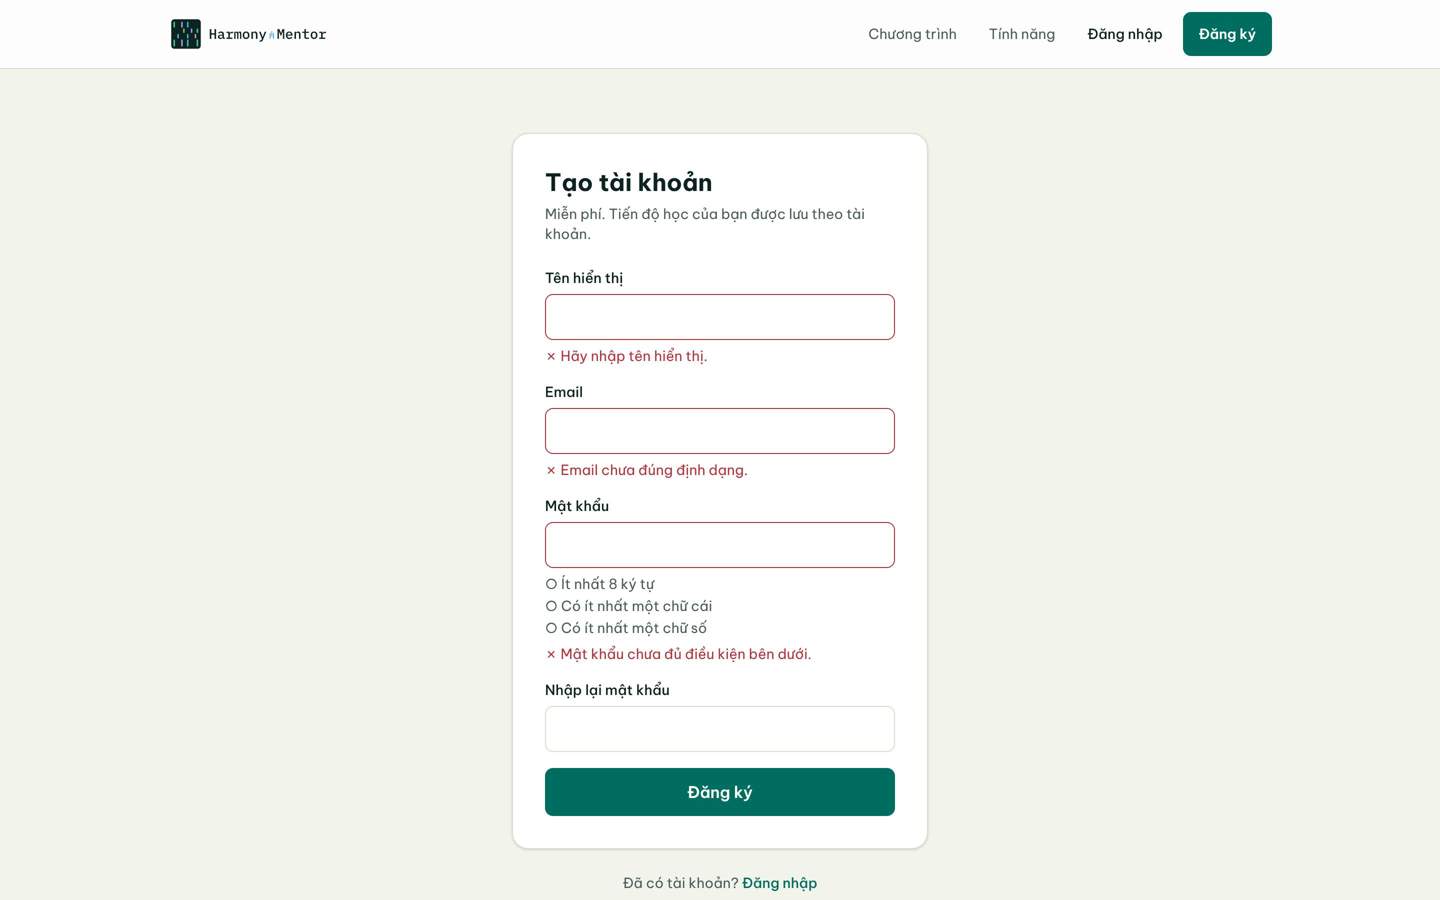 Harmony Mentor
Chương trình
Tính năng
Đăng nhập
Đăng ký
Tạo tài khoản
Miễn phí. Tiến độ học của bạn được lưu theo tài
khoản.
Tên hiển thị
× Hãy nhập tên hiển thị.
Email
× Email chưa đúng định dạng.
Mật khẩu
○ Ít nhất 8 ký tự
○ Có ít nhất một chữ cái
○ Có ít nhất một chữ số
× Mật khẩu chưa đủ điều kiện bên dưới.
Nhập lại mật khẩu
Đăng ký
Đã có tài khoản? Đăng nhập